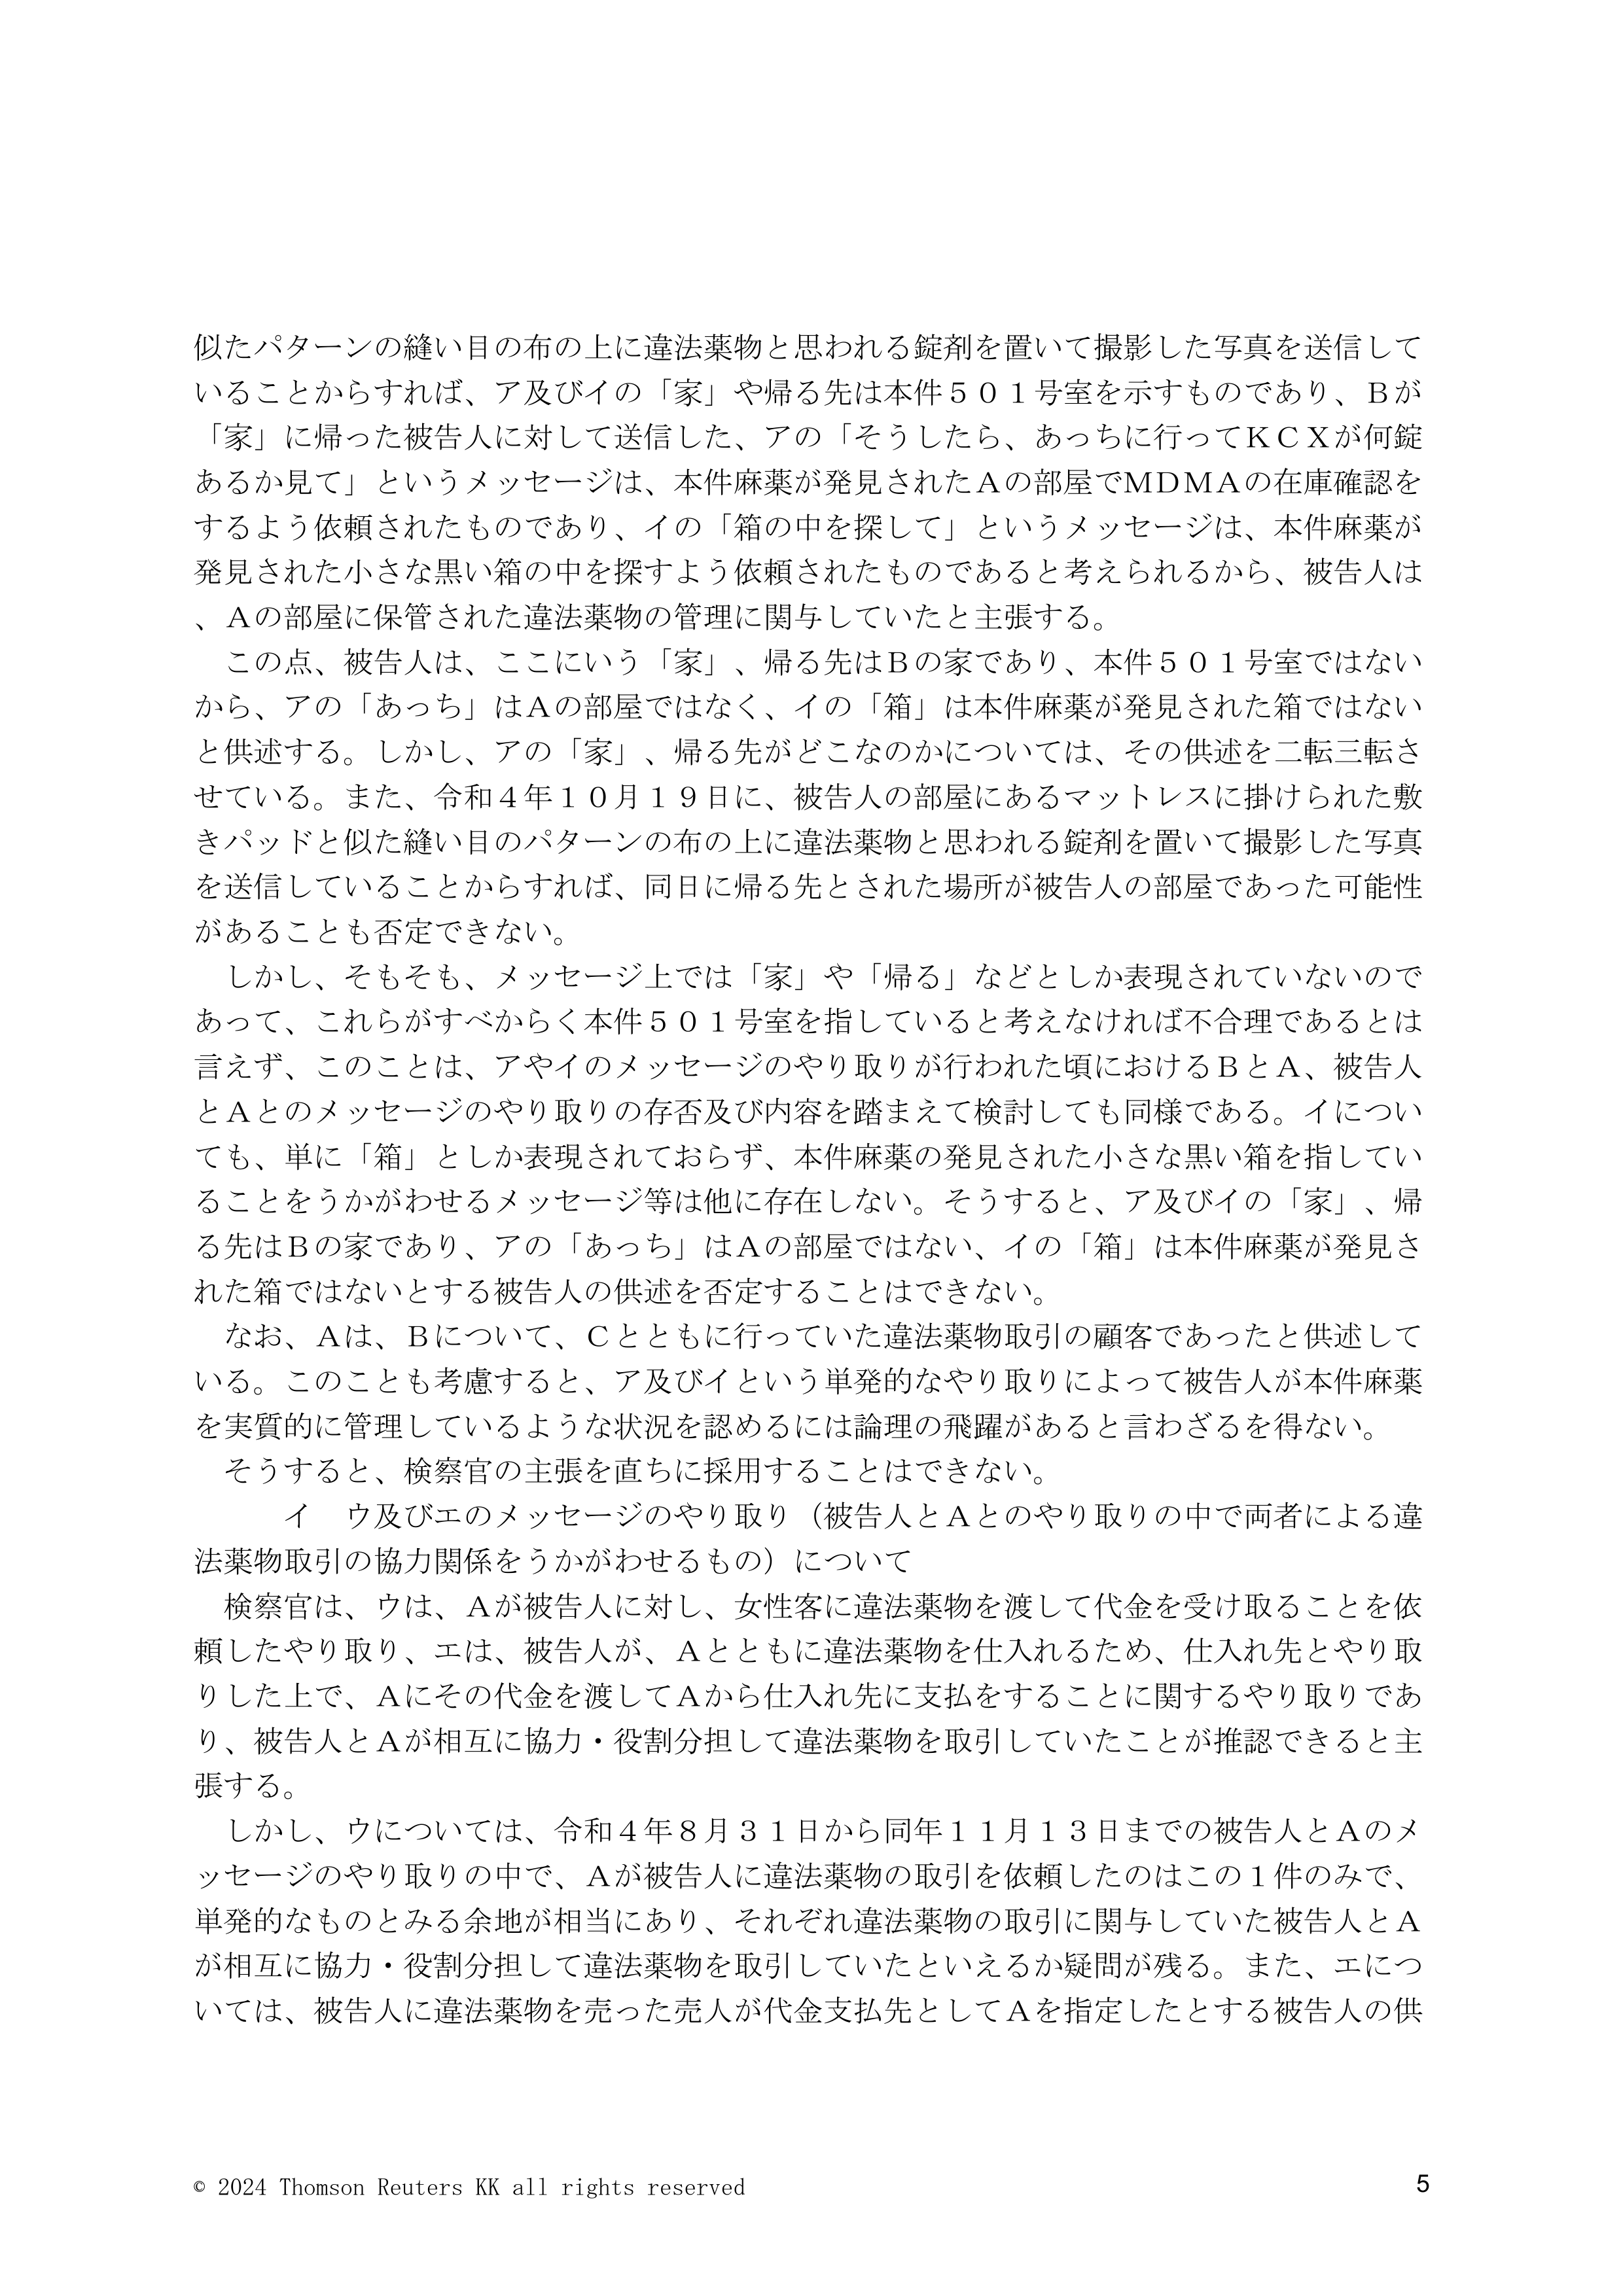 似たパターンの縫い目の布の上に違法薬物と思われる錠剤を置いて撮影した写真を送信して
いることからすれば、ア及びイの「家」や帰る先は本件５０１号室を示すものであり、Ｂが
「家」に帰った被告人に対して送信した、アの「そうしたら、あっちに行ってＫＣＸが何錠
あるか見て」というメッセージは、本件麻薬が発見されたＡの部屋でＭＤＭＡの在庫確認を
するよう依頼されたものであり、イの「箱の中を探して」というメッセージは、本件麻薬が
発見された小さな黒い箱の中を探すよう依頼されたものであると考えられるから、被告人は
、Ａの部屋に保管された違法薬物の管理に関与していたと主張する。
　この点、被告人は、ここにいう「家」、帰る先はＢの家であり、本件５０１号室ではない
から、アの「あっち」はＡの部屋ではなく、イの「箱」は本件麻薬が発見された箱ではない
と供述する。しかし、アの「家」、帰る先がどこなのかについては、その供述を二転三転さ
せている。また、令和４年１０月１９日に、被告人の部屋にあるマットレスに掛けられた敷
きパッドと似た縫い目のパターンの布の上に違法薬物と思われる錠剤を置いて撮影した写真
を送信していることからすれば、同日に帰る先とされた場所が被告人の部屋であった可能性
があることも否定できない。
　しかし、そもそも、メッセージ上では「家」や「帰る」などとしか表現されていないので
あって、これらがすべからく本件５０１号室を指していると考えなければ不合理であるとは
言えず、このことは、アやイのメッセージのやり取りが行われた頃におけるＢとＡ、被告人
とＡとのメッセージのやり取りの存否及び内容を踏まえて検討しても同様である。イについ
ても、単に「箱」としか表現されておらず、本件麻薬の発見された小さな黒い箱を指してい
ることをうかがわせるメッセージ等は他に存在しない。そうすると、ア及びイの「家」、帰
る先はＢの家であり、アの「あっち」はＡの部屋ではない、イの「箱」は本件麻薬が発見さ
れた箱ではないとする被告人の供述を否定することはできない。
　なお、Ａは、Ｂについて、Ｃとともに行っていた違法薬物取引の顧客であったと供述して
いる。このことも考慮すると、ア及びイという単発的なやり取りによって被告人が本件麻薬
を実質的に管理しているような状況を認めるには論理の飛躍があると言わざるを得ない。
　そうすると、検察官の主張を直ちに採用することはできない。
　　　イ　ウ及びエのメッセージのやり取り（被告人とＡとのやり取りの中で両者による違
法薬物取引の協力関係をうかがわせるもの）について
　検察官は、ウは、Ａが被告人に対し、女性客に違法薬物を渡して代金を受け取ることを依
頼したやり取り、エは、被告人が、Ａとともに違法薬物を仕入れるため、仕入れ先とやり取
りした上で、Ａにその代金を渡してＡから仕入れ先に支払をすることに関するやり取りであ
り、被告人とＡが相互に協力・役割分担して違法薬物を取引していたことが推認できると主
張する。
　しかし、ウについては、令和４年８月３１日から同年１１月１３日までの被告人とＡのメ
ッセージのやり取りの中で、Ａが被告人に違法薬物の取引を依頼したのはこの１件のみで、
単発的なものとみる余地が相当にあり、それぞれ違法薬物の取引に関与していた被告人とＡ
が相互に協力・役割分担して違法薬物を取引していたといえるか疑問が残る。また、エにつ
いては、被告人に違法薬物を売った売人が代金支払先としてＡを指定したとする被告人の供
© 2024 Thomson Reuters KK all rights reserved
5